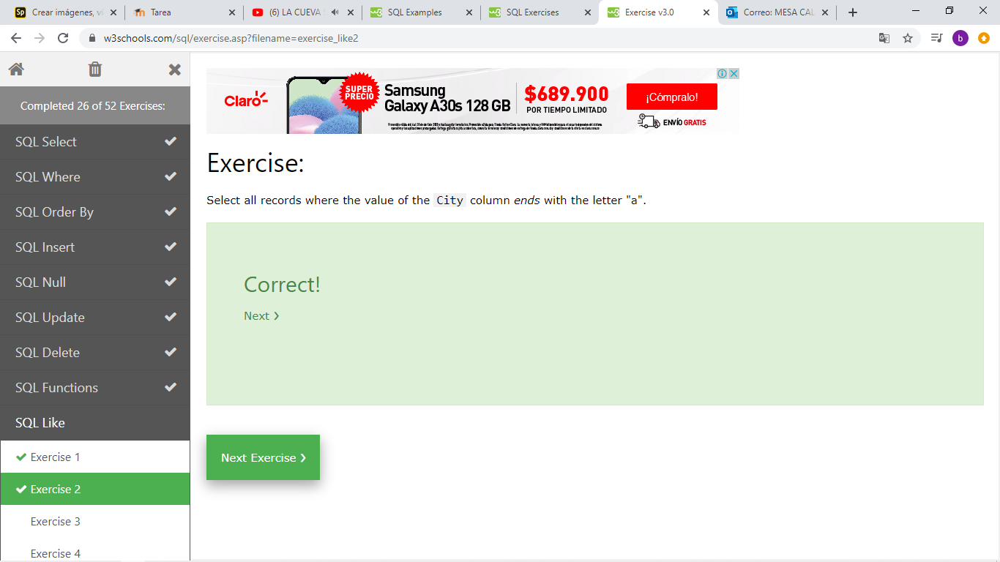 Crear imágenes, ví
Tarea
(6) LA CUEVA S
SQL Examples
SQL Exercises
Exercise v3.0
Correo: MESA CAL
w3schools.com/sql/exercise.asp?filename=exercise_like2
b
Completed 26 of 52 Exercises:
SQL Select
SQL Where
SQL Order By
SQL Insert
SQL Null
SQL Update
SQL Delete
SQL Functions
SQL Like
Exercise 1
Exercise 2
Exercise 3
Exercise 4
Claro
SUPER
PRECIO
Samsung
Galaxy A30s 128 GB
$689.900
POR TIEMPO LIMITADO
¡Cómpralo!
ENVÍO GRATIS
Exercise:
Select all records where the value of the City column ends with the letter "a".
Correct!
Next ❯
Next Exercise ❯